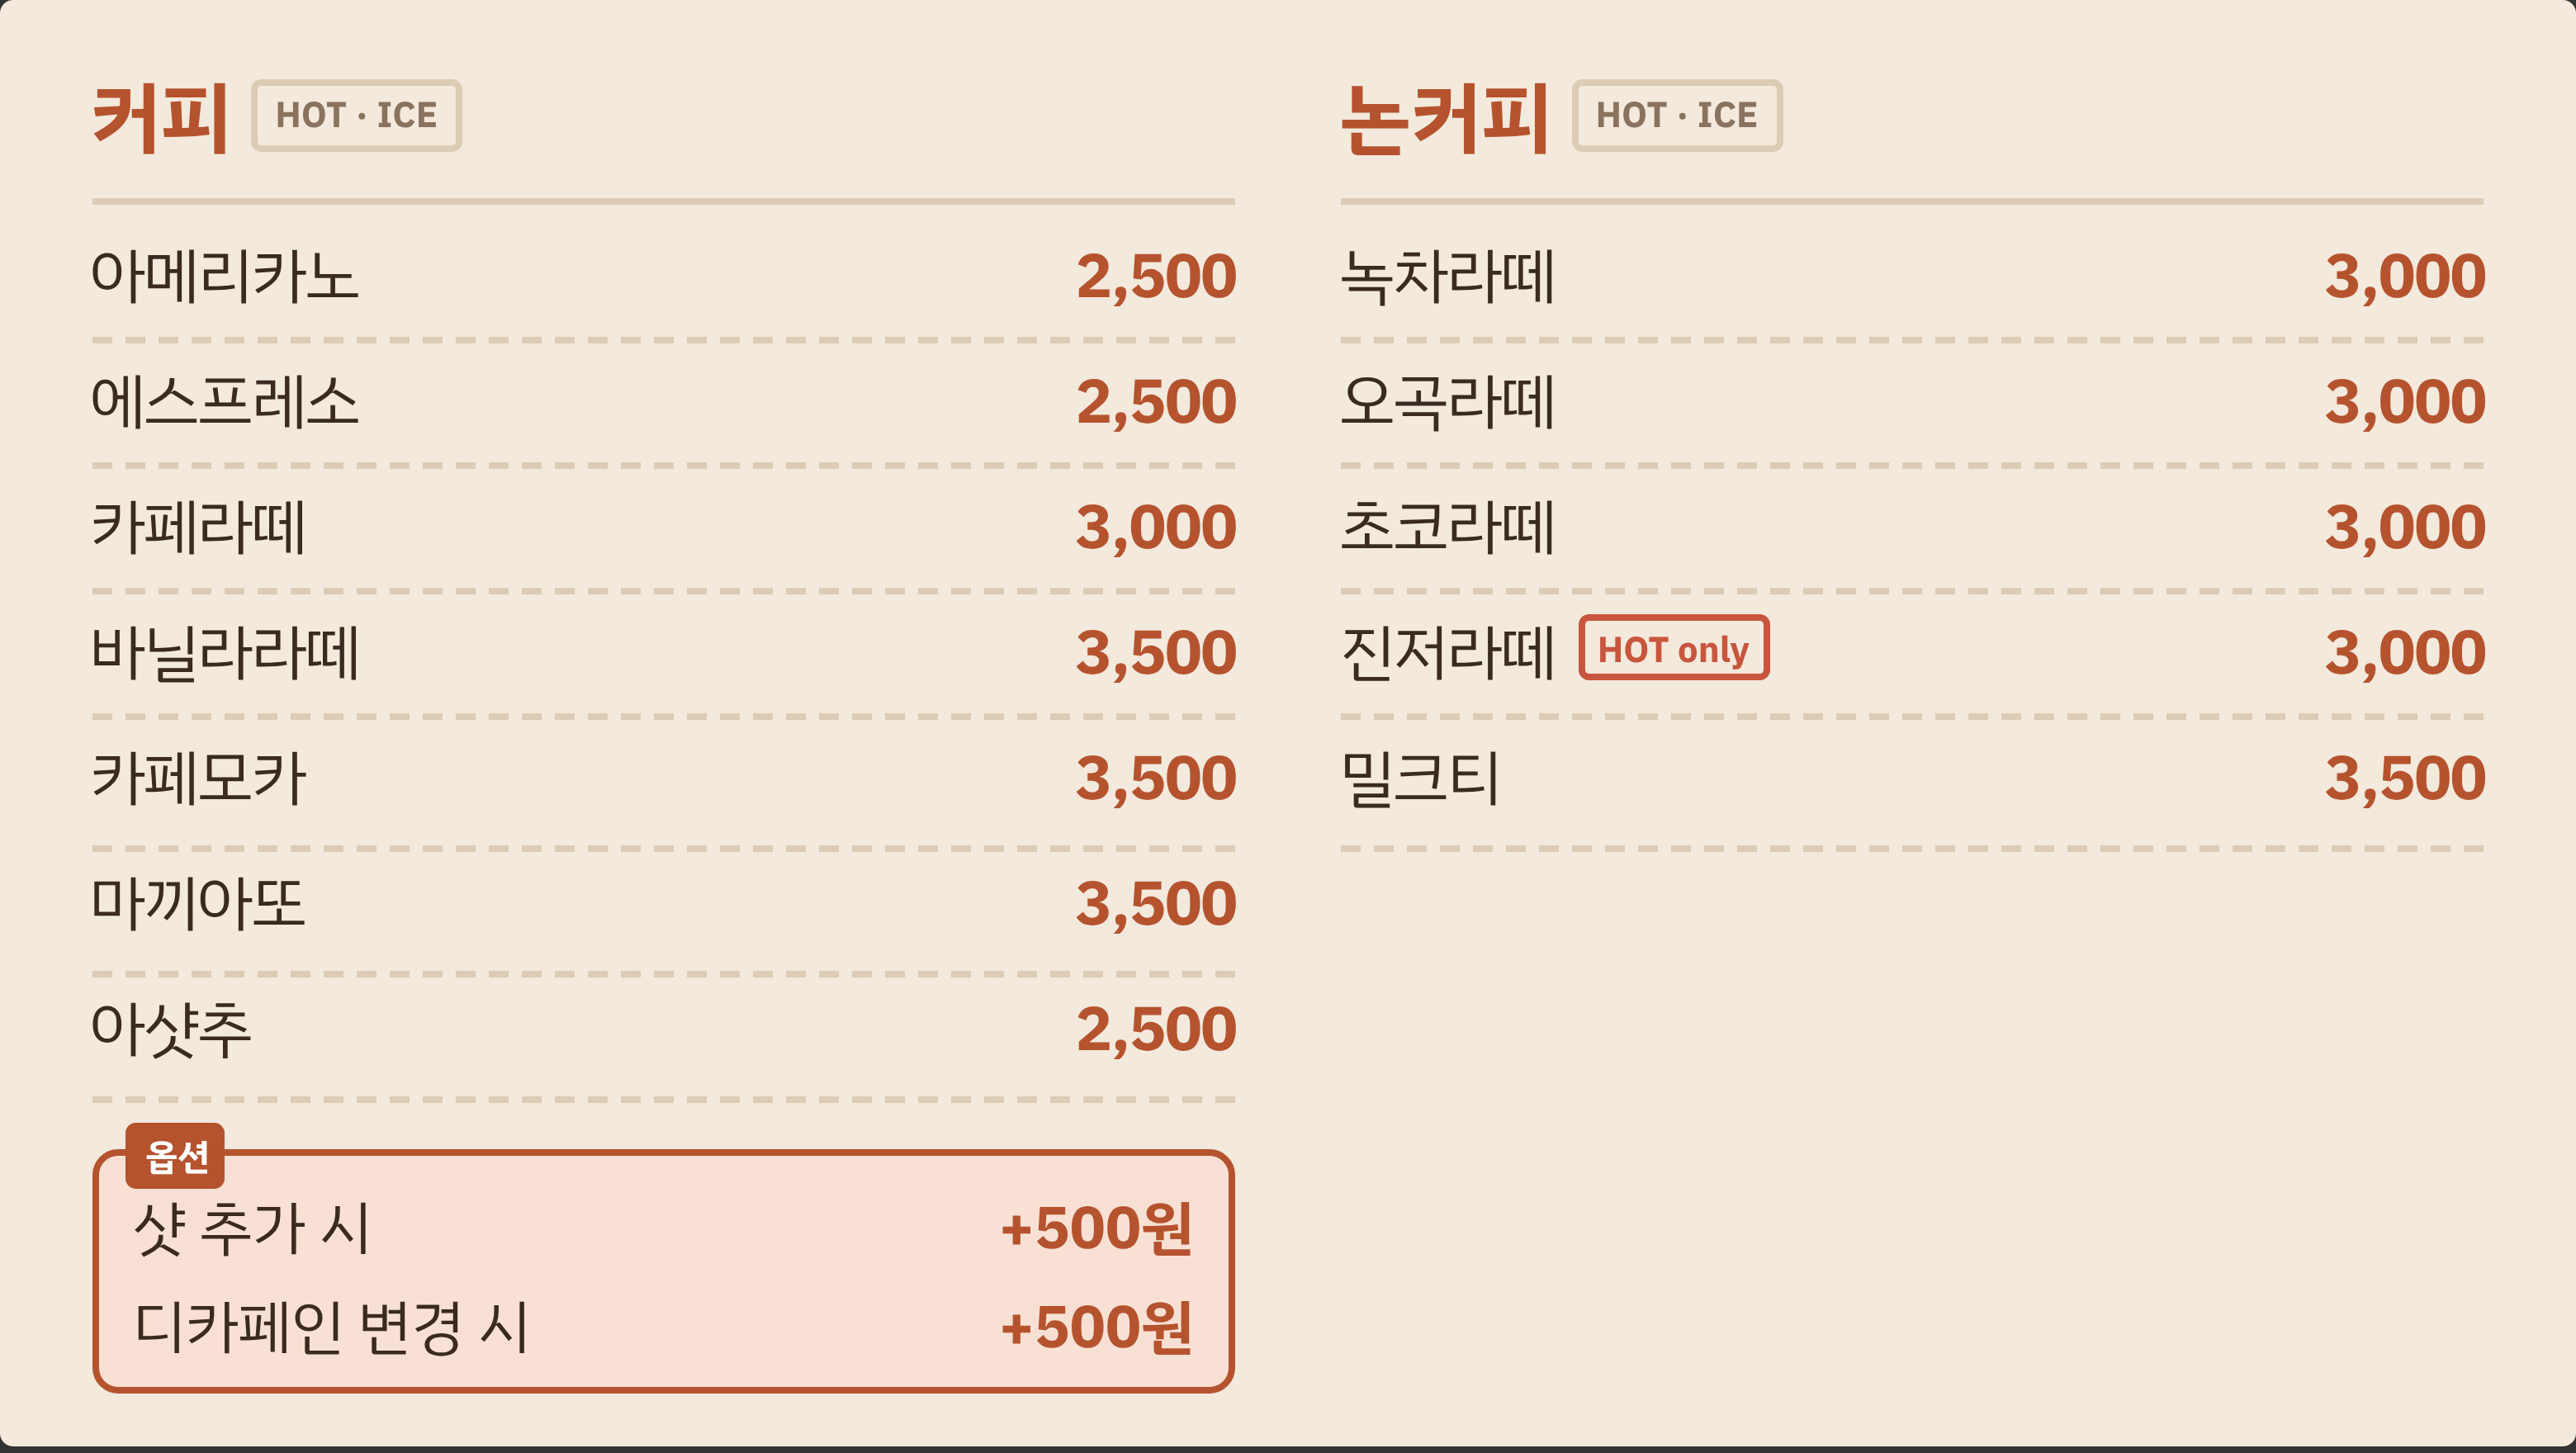 커피 HOT · ICE
아메리카노 2,500
에스프레소 2,500
카페라떼 3,000
바닐라라떼 3,500
카페모카 3,500
마끼아또 3,500
아샷추 2,500
옵션
샷 추가 시 +500원
디카페인 변경 시 +500원
논커피 HOT · ICE
녹차라떼 3,000
오곡라떼 3,000
초코라떼 3,000
진저라떼 HOT only 3,000
밀크티 3,500